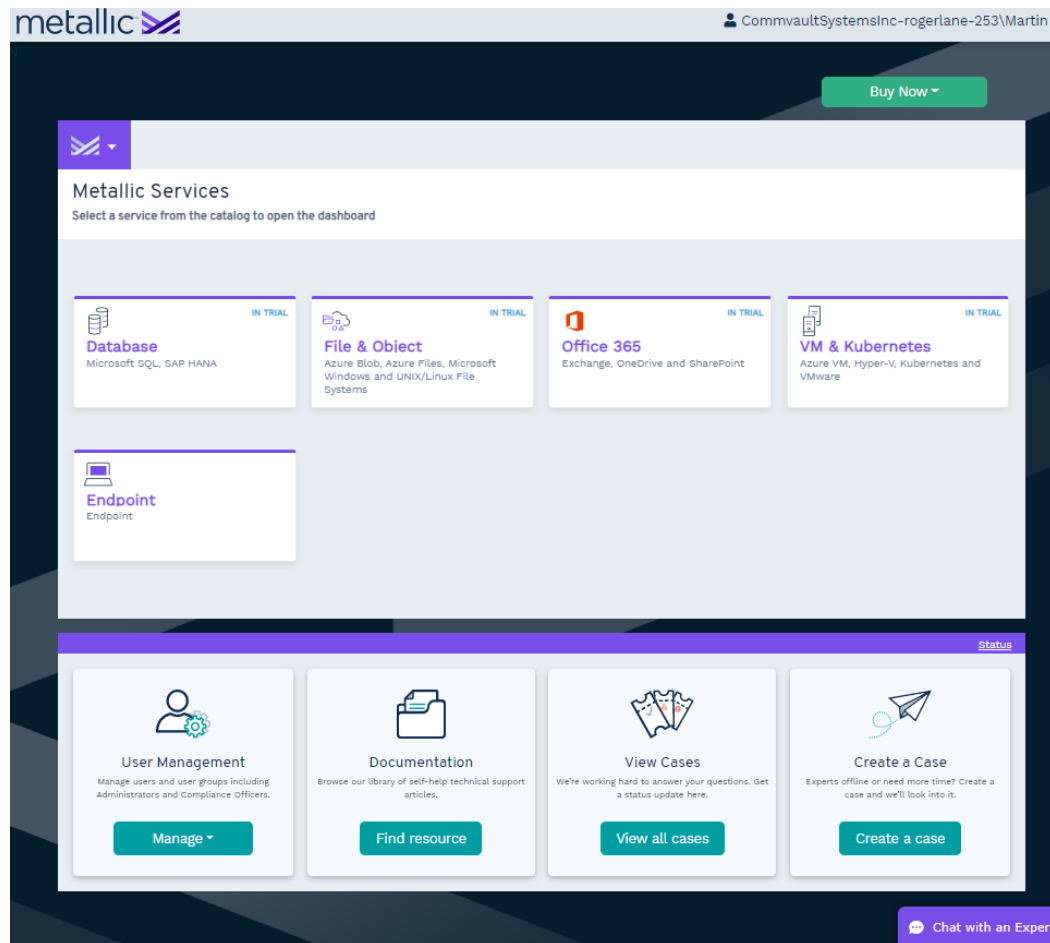 metallic
CommvaultSystemsInc-rogerlane-253\Martin
Buy Now
Metallic Services
Select a service from the catalog to open the dashboard
IN TRIAL
Database
Microsoft SQL, SAP HANA
IN TRIAL
File & Object
Azure Blob, Azure Files, Microsoft
Windows and UNIX/Linux File
Systems
IN TRIAL
Office 365
Exchange, OneDrive and SharePoint
IN TRIAL
VM & Kubernetes
Azure VM, Hyper-V, Kubernetes and
VMware
Endpoint
Endpoint
Status
User Management
Manage users and user groups including
Administrators and Compliance Officers.
Manage
Documentation
Browse our library of self-help technical support
articles.
Find resource
View Cases
We're working hard to answer your questions. Get
a status update here.
View all cases
Create a Case
Experts offline or need more time? Create a
case and we'll look into it.
Create a case
Chat with an Exper